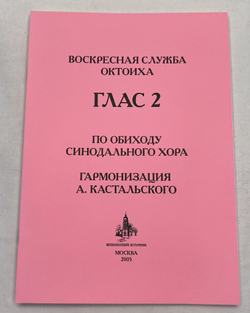 ВОСКРЕСНАЯ СЛУЖБА
ОКТОИХА
ГЛАС 2
ПО ОБИХОДУ
СИНОДАЛЬНОГО ХОРА
ГАРМОНИЗАЦИЯ
А. КАСТАЛЬСКОГО
МОСКВА
2005